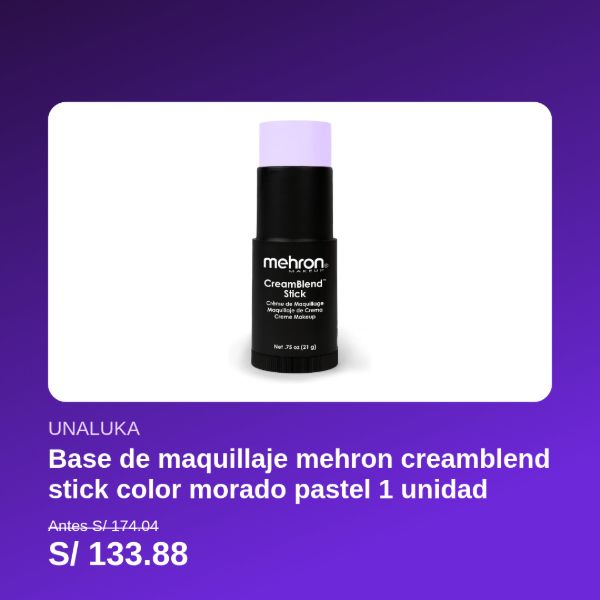 mehron®
MAKEUP
CreamBlend™
Stick
Crème de Maquillage
Maquillaje de Crema
Creme Makeup
Net .75 oz (21 g)
UNALUKA
Base de maquillaje mehron creamblend
stick color morado pastel 1 unidad
Antes S/ 174.04
S/ 133.88